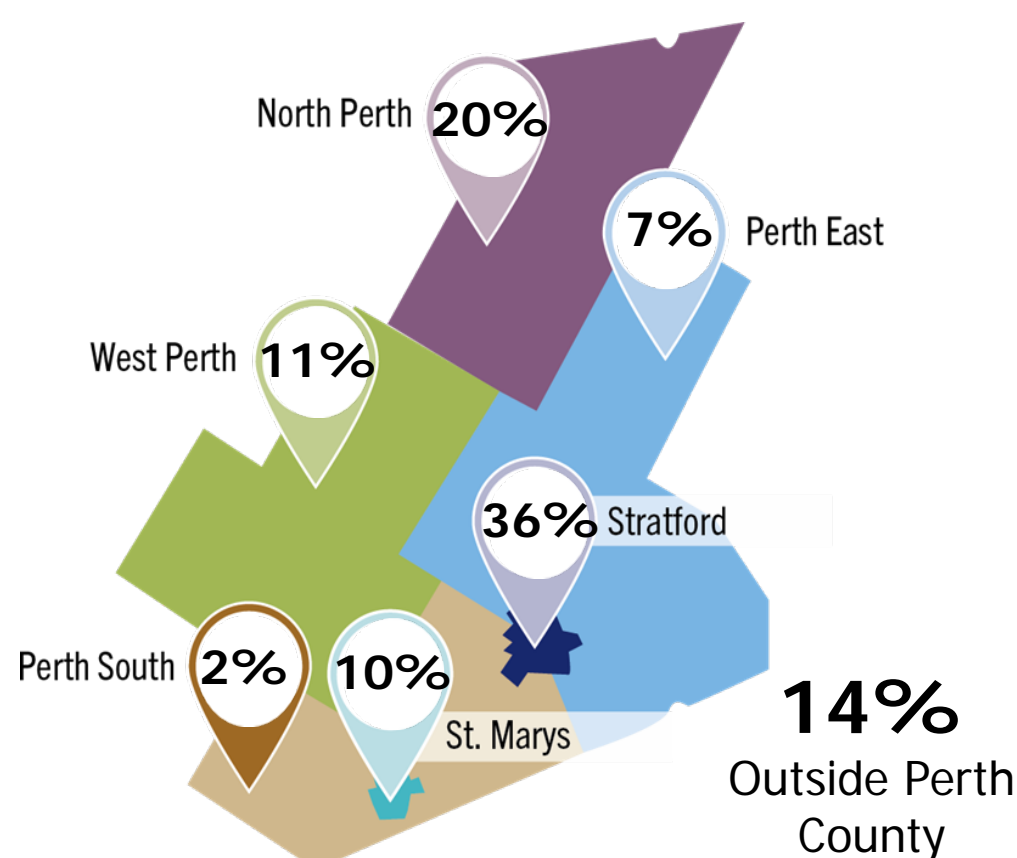 North Perth
20%
7%
Perth East
West Perth
11%
36%
Stratford
Perth South
2%
10%
St. Marys
14%
Outside Perth
County